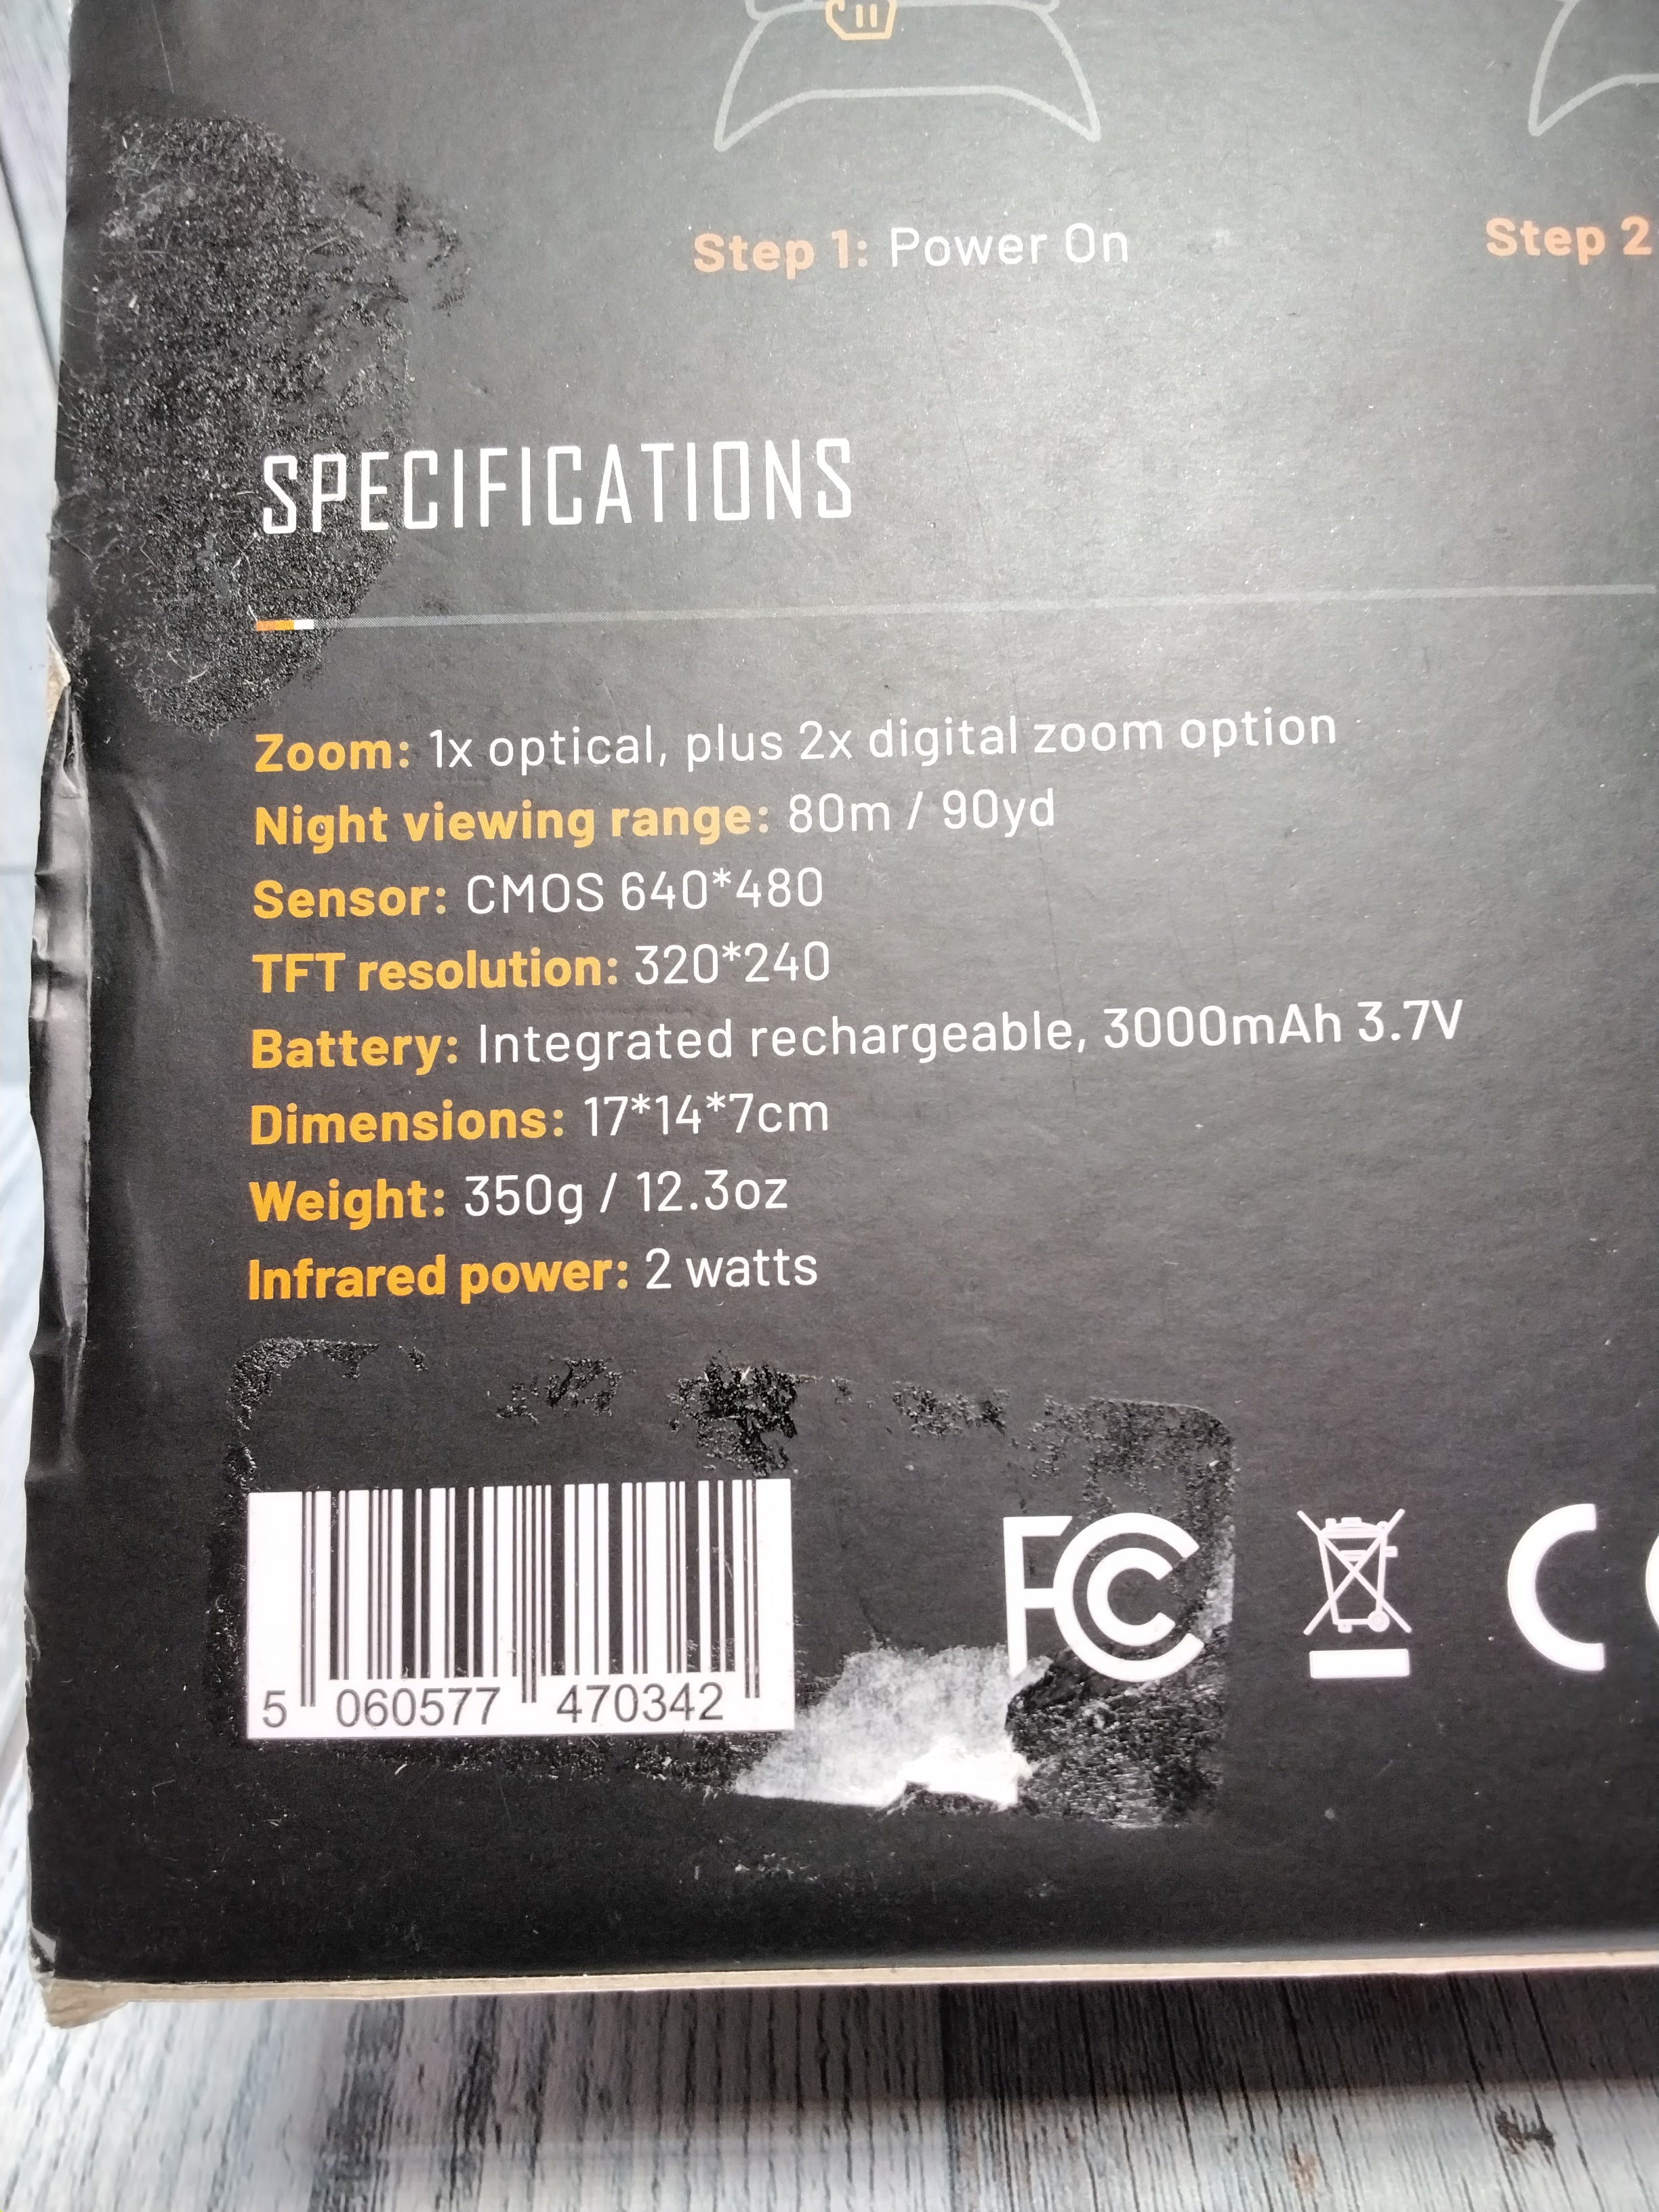 Step 1: Power On
Step 2
SPECIFICATIONS
Zoom: 1x optical, plus 2x digital zoom option
Night viewing range: 80m / 90yd
Sensor: CMOS 640*480
TFT resolution: 320*240
Battery: Integrated rechargeable, 3000mAh 3.7V
Dimensions: 17*14*7cm
Weight: 350g / 12.3oz
Infrared power: 2 watts
5 060577 470342
FC
C